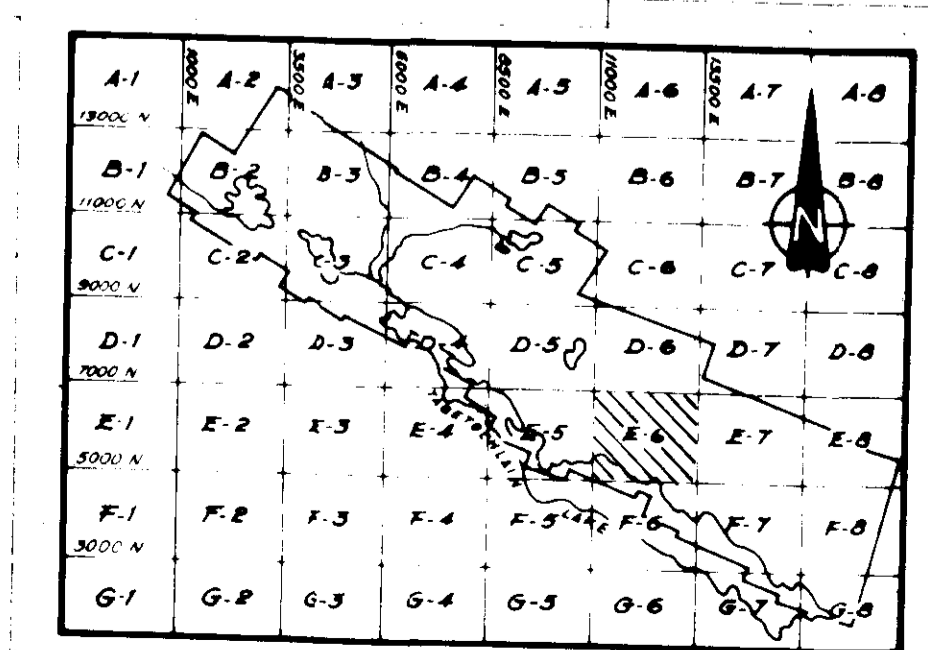 1000 E 3500 E 6000 E 8500 E 11000 E 13500 E
A-1 A-2 A-3 A-4 A-5 A-6 A-7 A-8
13000 N
B-1 B-2 B-3 B-4 B-5 B-6 B-7 B-8
11000 N
N
C-1 C-2 C-3 C-4 C-5 C-6 C-7 C-8
9000 N
D-1 D-2 D-3 D-4 D-5 D-6 D-7 D-8
7000 N
E-1 E-2 E-3 E-4 E-5 E-6 E-7 E-8
5000 N
F-1 F-2 F-3 F-4 F-5 LAKE F-6 F-7 F-8
3000 N
G-1 G-2 G-3 G-4 G-5 G-6 G-7 G-8